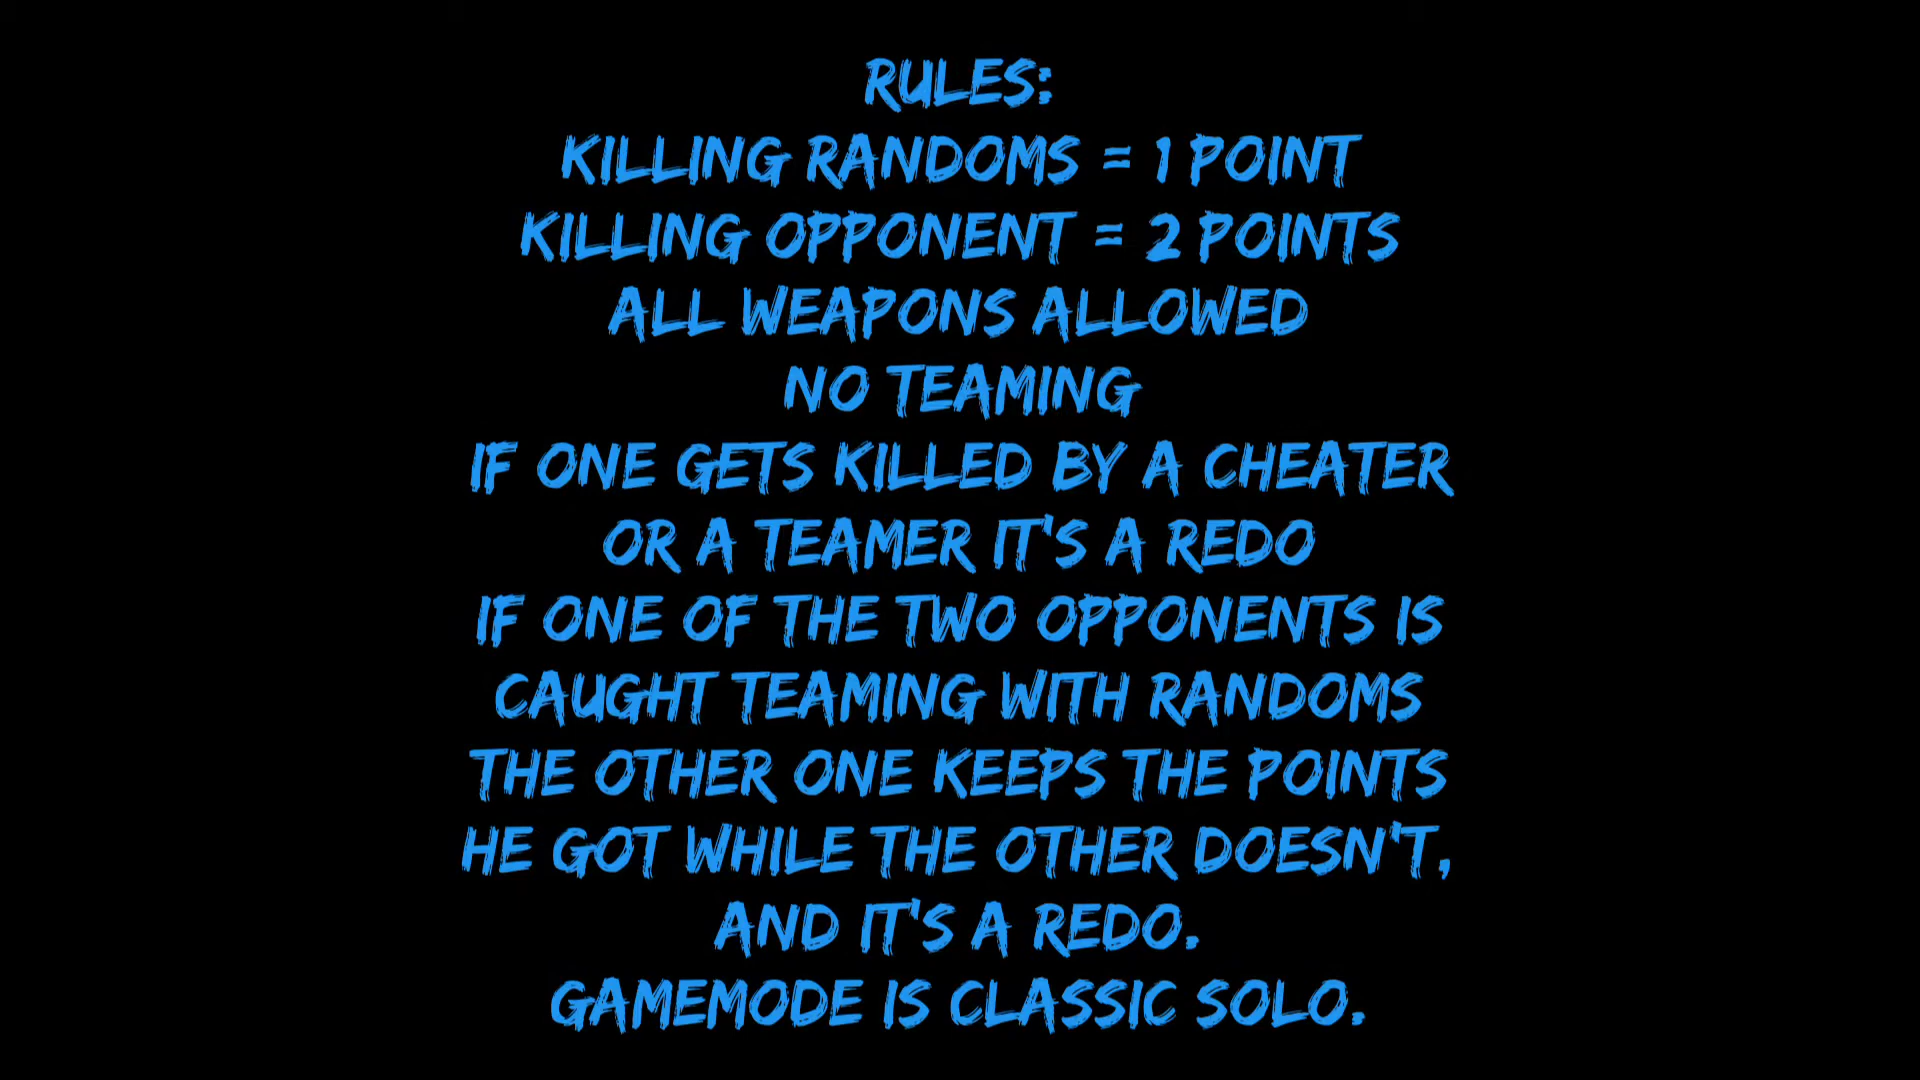 RULES:
KILLING RANDOMS = 1 POINT
KILLING OPPONENT = 2 POINTS
ALL WEAPONS ALLOWED
NO TEAMING
IF ONE GETS KILLED BY A CHEATER
OR A TEAMER IT'S A REDO
IF ONE OF THE TWO OPPONENTS IS
CAUGHT TEAMING WITH RANDOMS
THE OTHER ONE KEEPS THE POINTS
HE GOT WHILE THE OTHER DOESN'T,
AND IT'S A REDO.
GAMEMODE IS CLASSIC SOLO.